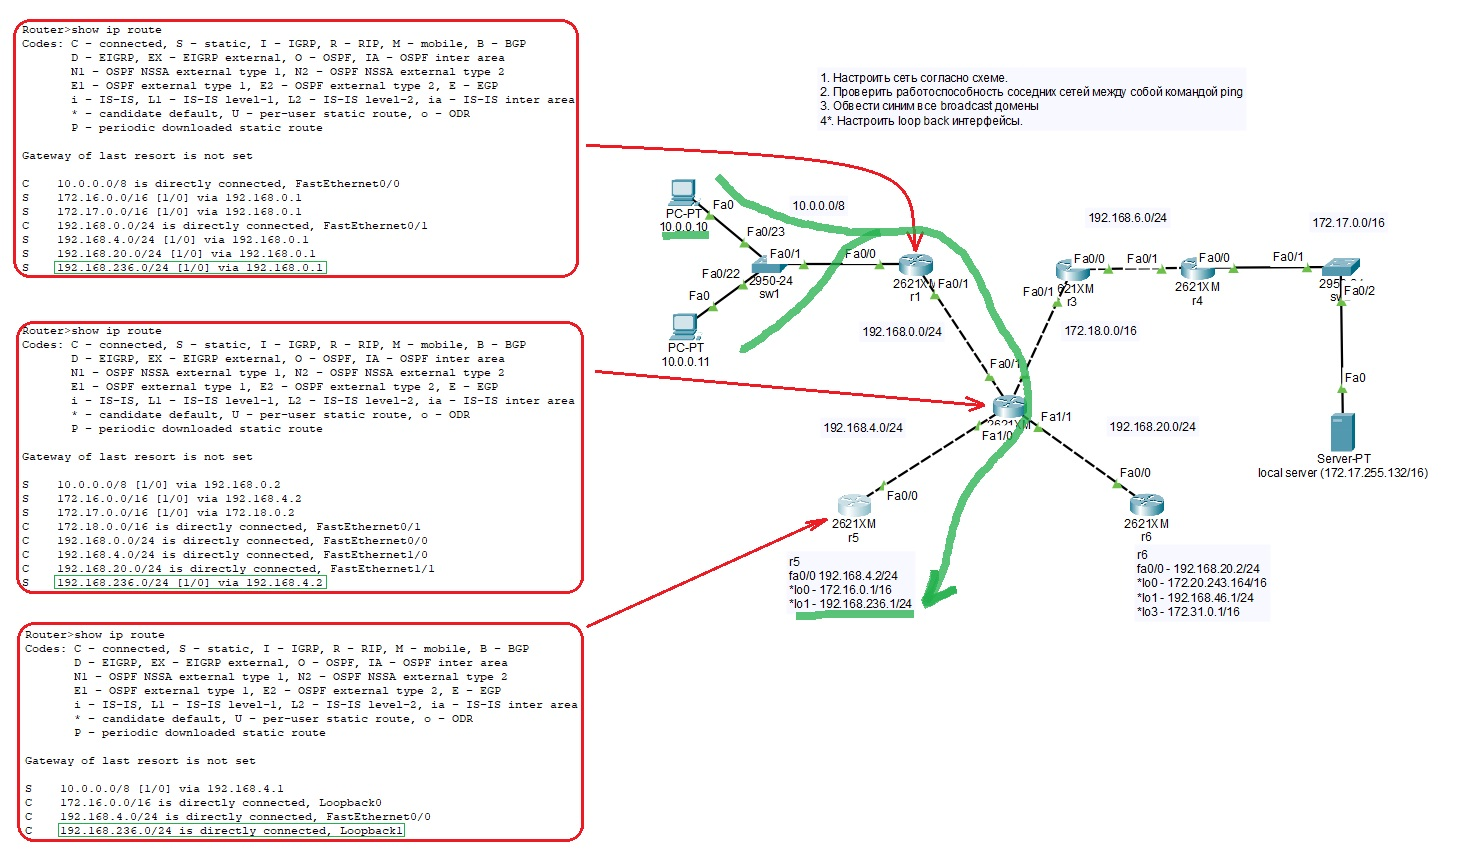 Router>show ip route
Codes: C - connected, S - static, I - IGRP, R - RIP, M - mobile, B - BGP
D - EIGRP, EX - EIGRP external, O - OSPF, IA - OSPF inter area
N1 - OSPF NSSA external type 1, N2 - OSPF NSSA external type 2
E1 - OSPF external type 1, E2 - OSPF external type 2, E - EGP
i - IS-IS, L1 - IS-IS level-1, L2 - IS-IS level-2, ia - IS-IS inter area
* - candidate default, U - per-user static route, o - ODR
P - periodic downloaded static route
Gateway of last resort is not set
C 10.0.0.0/8 is directly connected, FastEthernet0/0
S 172.16.0.0/16 [1/0] via 192.168.0.1
S 172.17.0.0/16 [1/0] via 192.168.0.1
C 192.168.0.0/24 is directly connected, FastEthernet0/1
S 192.168.4.0/24 [1/0] via 192.168.0.1
S 192.168.20.0/24 [1/0] via 192.168.0.1
S 192.168.236.0/24 [1/0] via 192.168.0.1
Router>show ip route
Codes: C - connected, S - static, I - IGRP, R - RIP, M - mobile, B - BGP
D - EIGRP, EX - EIGRP external, O - OSPF, IA - OSPF inter area
N1 - OSPF NSSA external type 1, N2 - OSPF NSSA external type 2
E1 - OSPF external type 1, E2 - OSPF external type 2, E - EGP
i - IS-IS, L1 - IS-IS level-1, L2 - IS-IS level-2, ia - IS-IS inter area
* - candidate default, U - per-user static route, o - ODR
P - periodic downloaded static route
Gateway of last resort is not set
S 10.0.0.0/8 [1/0] via 192.168.0.2
S 172.16.0.0/16 [1/0] via 192.168.4.2
S 172.17.0.0/16 [1/0] via 172.18.0.2
C 172.18.0.0/16 is directly connected, FastEthernet0/1
C 192.168.0.0/24 is directly connected, FastEthernet0/0
C 192.168.4.0/24 is directly connected, FastEthernet1/0
C 192.168.20.0/24 is directly connected, FastEthernet1/1
S 192.168.236.0/24 [1/0] via 192.168.4.2
Router>show ip route
Codes: C - connected, S - static, I - IGRP, R - RIP, M - mobile, B - BGP
D - EIGRP, EX - EIGRP external, O - OSPF, IA - OSPF inter area
N1 - OSPF NSSA external type 1, N2 - OSPF NSSA external type 2
E1 - OSPF external type 1, E2 - OSPF external type 2, E - EGP
i - IS-IS, L1 - IS-IS level-1, L2 - IS-IS level-2, ia - IS-IS inter area
* - candidate default, U - per-user static route, o - ODR
P - periodic downloaded static route
Gateway of last resort is not set
S 10.0.0.0/8 [1/0] via 192.168.4.1
C 172.16.0.0/16 is directly connected, Loopback0
C 192.168.4.0/24 is directly connected, FastEthernet0/0
C 192.168.236.0/24 is directly connected, Loopback1
1. Настроить сеть согласно схеме.
2. Проверить работоспособность соседних сетей между собой командой ping
3. Обвести синим все broadcast домены
4*. Настроить loop back интерфейсы.
PC-PT
10.0.0.10
Fa0
Fa0/23
10.0.0.0/8
Fa0/1
Fa0/0
Fa0/22
2950-24
sw1
Fa0
PC-PT
10.0.0.11
2621XM
r1
Fa0/1
192.168.0.0/24
192.168.6.0/24
172.17.0.0/16
Fa0/0
Fa0/1
Fa0/0
Fa0/1
Fa0/1
621XM
r3
2621XM
r4
Fa0/2
172.18.0.0/16
Fa0
Server-PT
local server (172.17.255.132/16)
Fa0/1
Fa1/1
Fa1/0
192.168.4.0/24
192.168.20.0/24
Fa0/0
Fa0/0
2621XM
r5
2621XM
r6
r5
fa0/0 192.168.4.2/24
*lo0 - 172.16.0.1/16
*lo1 - 192.168.236.1/24
r6
fa0/0 - 192.168.20.2/24
*lo0 - 172.20.243.164/16
*lo1 - 192.168.46.1/24
*lo3 - 172.31.0.1/16